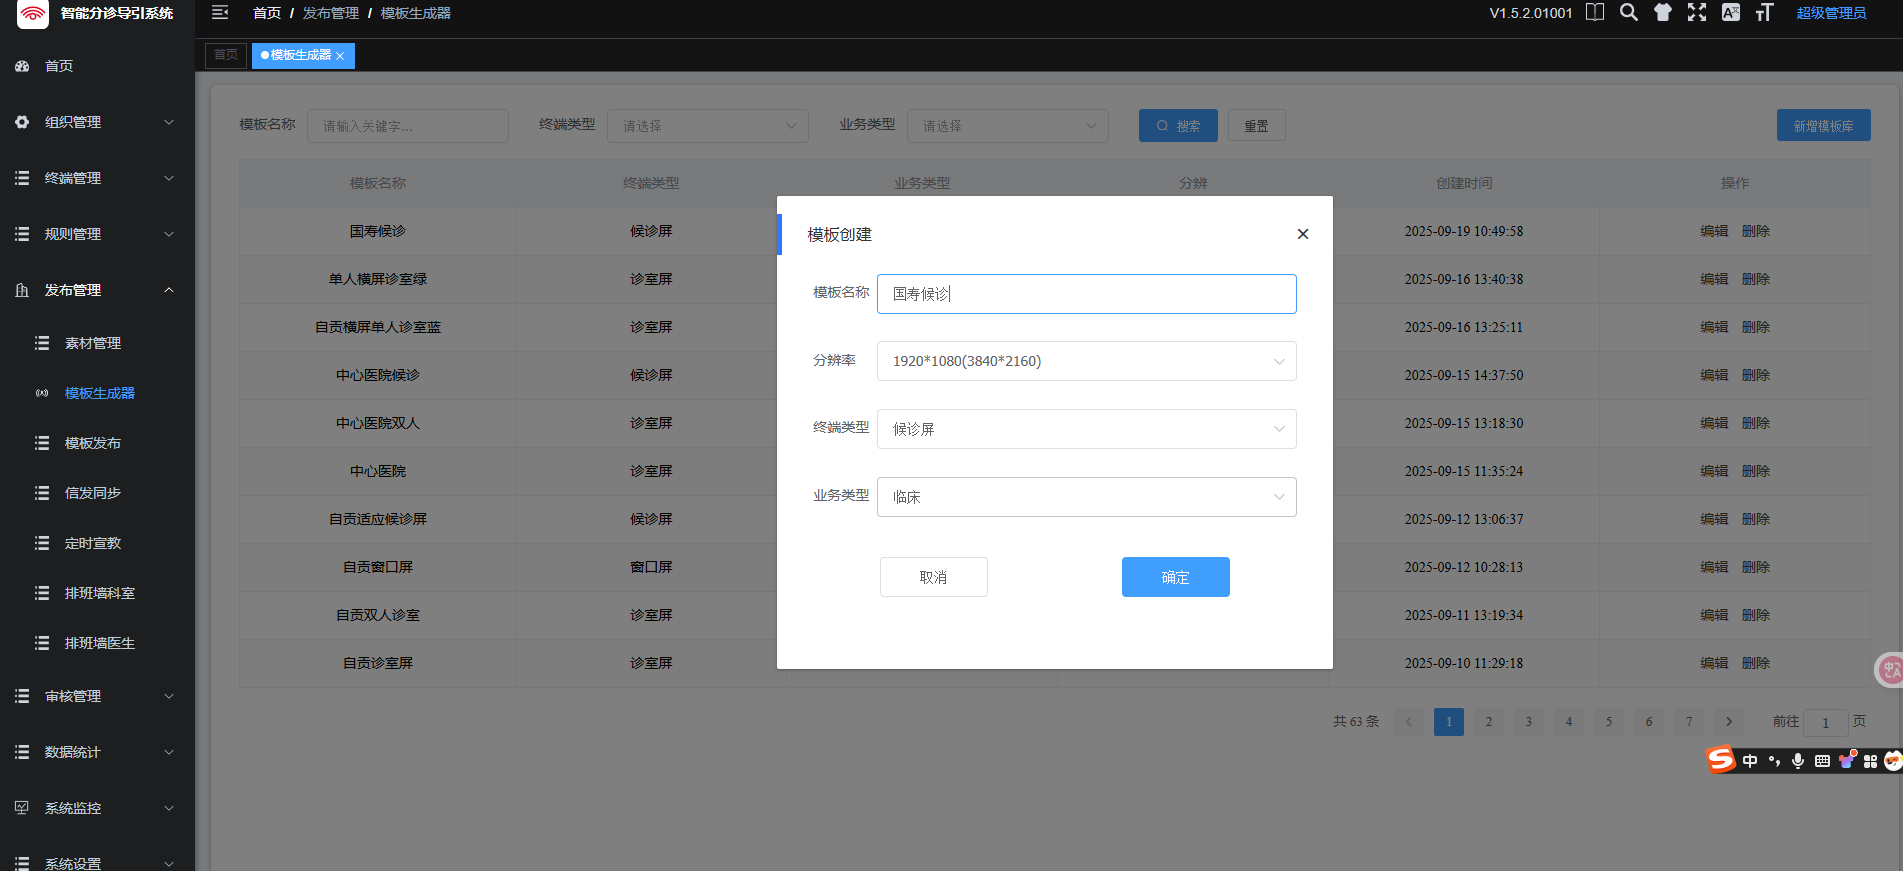 智能分诊导引系统
首页 / 发布管理 / 模板生成器
V1.5.2.01001 超级管理员
首页 模板生成器
首页
组织管理
终端管理
规则管理
发布管理
素材管理
模板生成器
模板发布
信发同步
定时宣教
排班墙科室
排班墙医生
审核管理
数据统计
系统监控
系统设置
模板名称 请输入关键字... 终端类型 请选择 业务类型 请选择 搜索 重置 新增模板库
模板名称 终端类型 业务类型 分辨 创建时间 操作
国寿候诊 候诊屏 2025-09-19 10:49:58 编辑 删除
单人横屏诊室绿 诊室屏 2025-09-16 13:40:38 编辑 删除
自贡横屏单人诊室蓝 诊室屏 2025-09-16 13:25:11 编辑 删除
中心医院候诊 候诊屏 2025-09-15 14:37:50 编辑 删除
中心医院双人 诊室屏 2025-09-15 13:18:30 编辑 删除
中心医院 诊室屏 2025-09-15 11:35:24 编辑 删除
自贡适应候诊屏 候诊屏 2025-09-12 13:06:37 编辑 删除
自贡窗口屏 窗口屏 2025-09-12 10:28:13 编辑 删除
自贡双人诊室 诊室屏 2025-09-11 13:19:34 编辑 删除
自贡诊室屏 诊室屏 2025-09-10 11:29:18 编辑 删除
共 63 条 1 2 3 4 5 6 7 前往 1 页
模板创建
模板名称 国寿候诊
分辨率 1920*1080(3840*2160)
终端类型 候诊屏
业务类型 临床
取消 确定
中